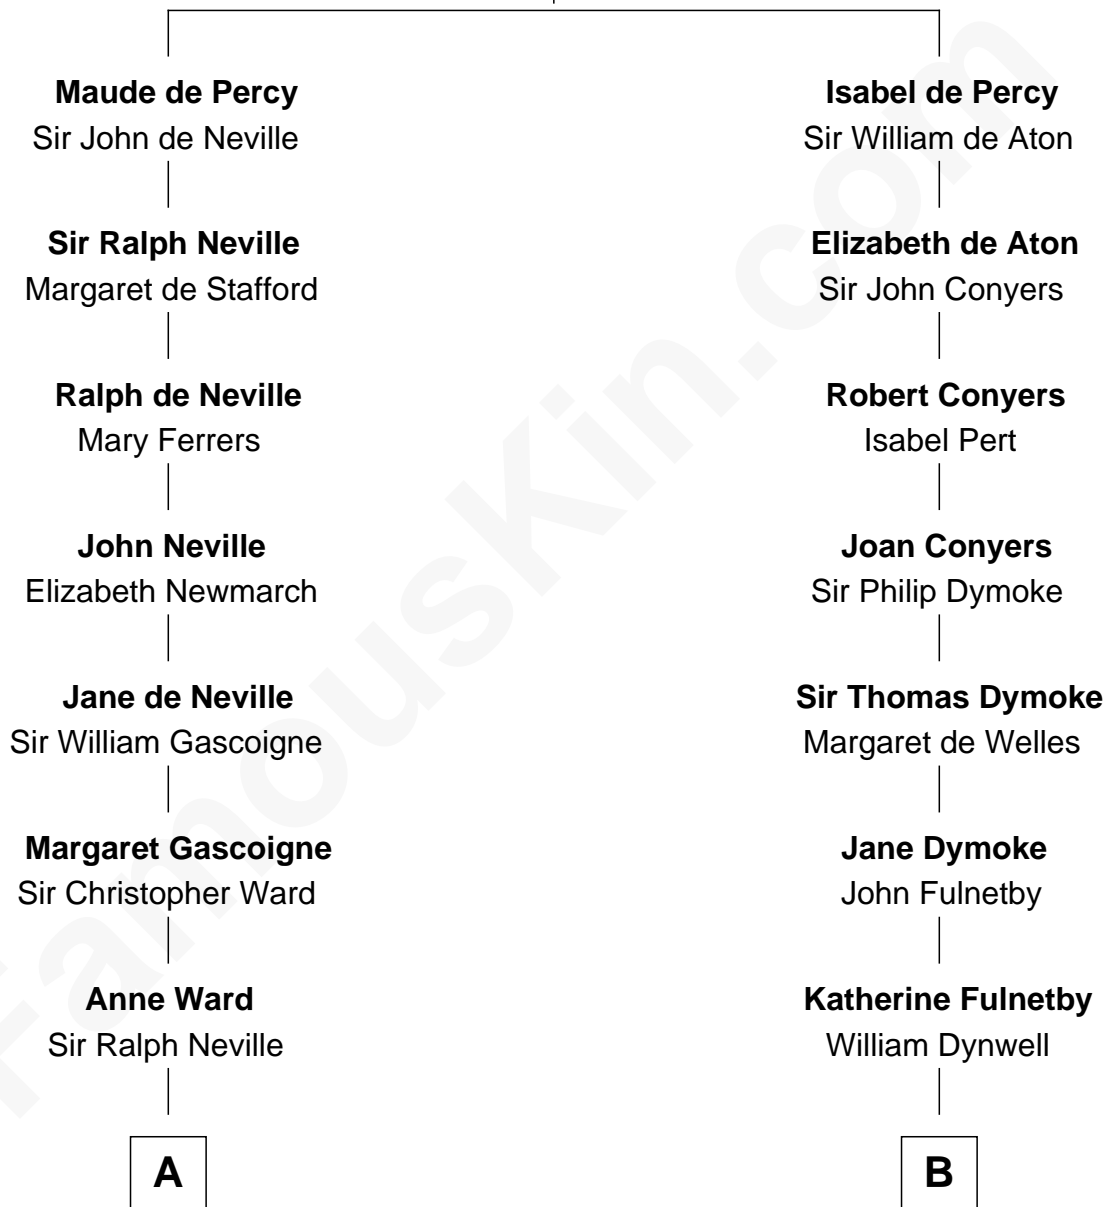 Maude de Percy
Sir John de Neville
Isabel de Percy
Sir William de Aton
Sir Ralph Neville
Margaret de Stafford
Elizabeth de Aton
Sir John Conyers
Ralph de Neville
Mary Ferrers
Robert Conyers
Isabel Pert
John Neville
Elizabeth Newmarch
Joan Conyers
Sir Philip Dymoke
Jane de Neville
Sir William Gascoigne
Sir Thomas Dymoke
Margaret de Welles
Margaret Gascoigne
Sir Christopher Ward
Jane Dymoke
John Fulnetby
Anne Ward
Sir Ralph Neville
Katherine Fulnetby
William Dynwell
A
B
FamousKin.com